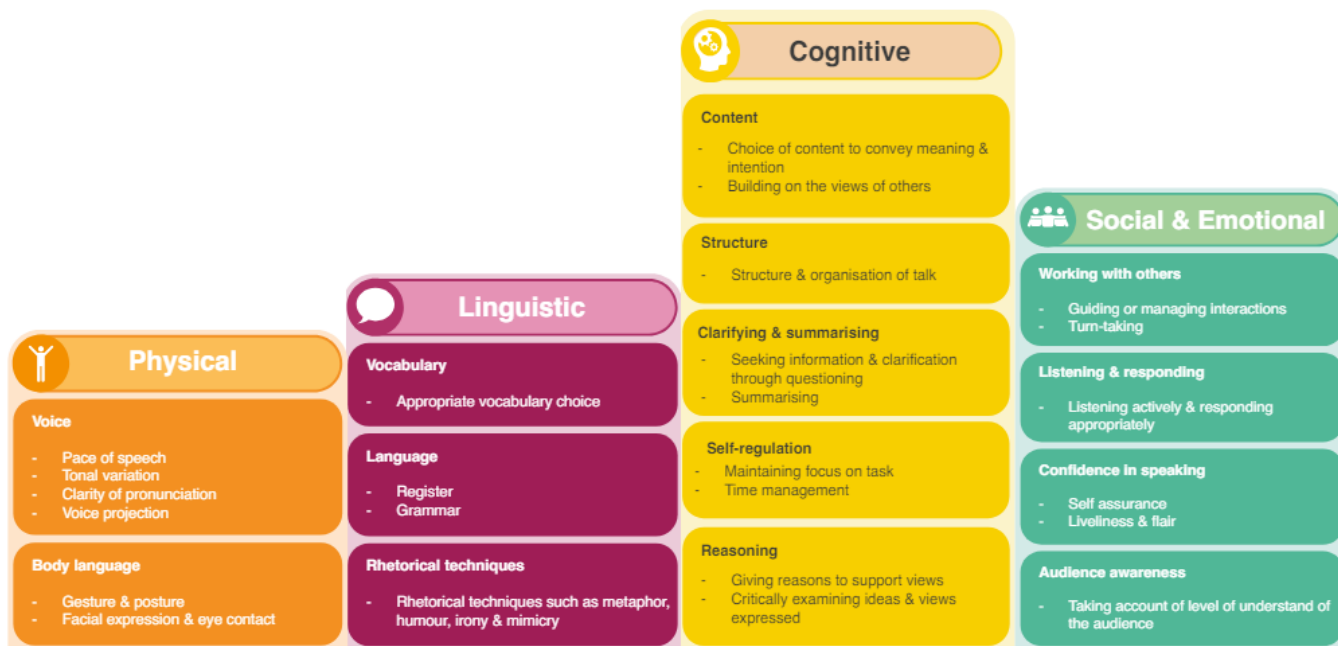 Physical
Voice
- Pace of speech
- Tonal variation
- Clarity of pronunciation
- Voice projection
Body language
- Gesture & posture
- Facial expression & eye contact
Linguistic
Vocabulary
- Appropriate vocabulary choice
Language
- Register
- Grammar
Rhetorical techniques
- Rhetorical techniques such as metaphor,
humour, irony & mimicry
Cognitive
Content
- Choice of content to convey meaning &
intention
- Building on the views of others
Structure
- Structure & organisation of talk
Clarifying & summarising
- Seeking information & clarification
through questioning
- Summarising
Self-regulation
- Maintaining focus on task
- Time management
Reasoning
- Giving reasons to support views
- Critically examining ideas & views
expressed
Social & Emotional
Working with others
- Guiding or managing interactions
- Turn-taking
Listening & responding
- Listening actively & responding
appropriately
Confidence in speaking
- Self assurance
- Liveliness & flair
Audience awareness
- Taking account of level of understand of
the audience